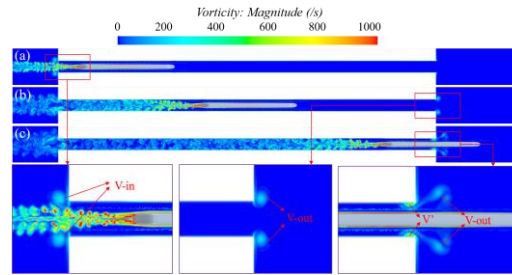 Vorticity: Magnitude (/s)
0 200 400 600 800 1000
(a)
(b)
(c)
V-in
V-out
V'
V-out